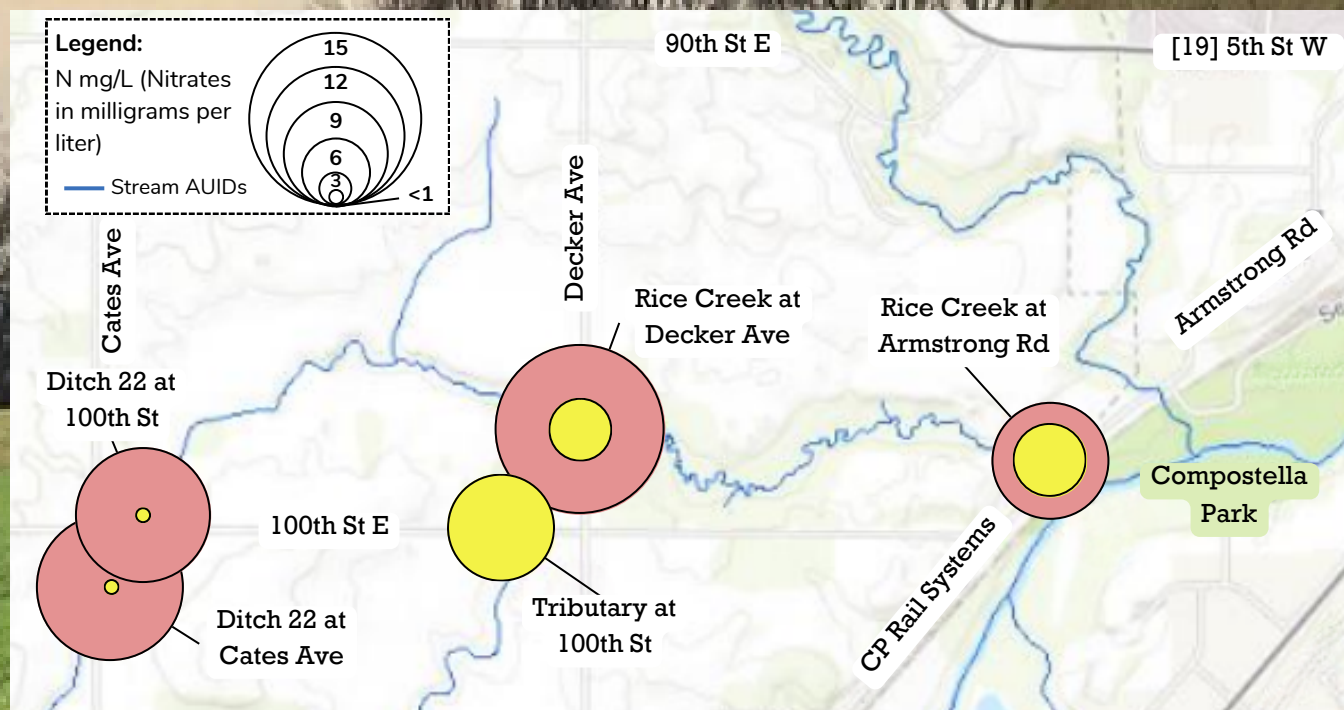 Legend:
N mg/L (Nitrates
in milligrams per
liter)
Stream AUIDs
15
12
9
6
3
<1
90th St E
[19] 5th St W
Cates Ave
Decker Ave
Armstrong Rd
Rice Creek at
Decker Ave
Rice Creek at
Armstrong Rd
Ditch 22 at
100th St
100th St E
Compostella
Park
CP Rail Systems
Tributary at
100th St
Ditch 22 at
Cates Ave